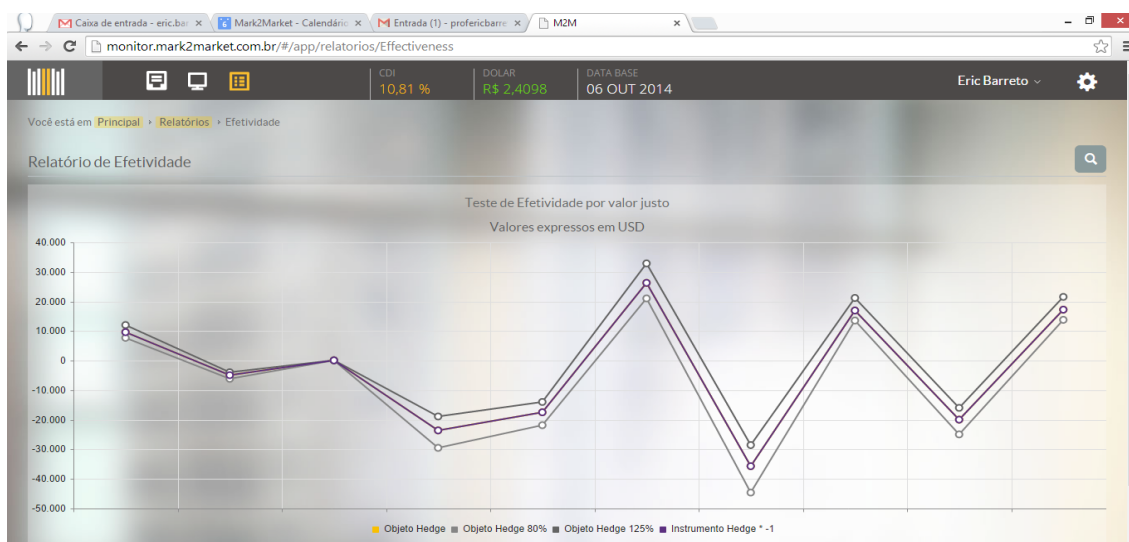 Caixa de entrada - eric.bar
Mark2Market - Calendário
Entrada (1) - profericbarre
M2M
monitor.mark2market.com.br/#/app/relatorios/Effectiveness
CDI
10,81 %
DOLAR
R$ 2,4098
DATA BASE
06 OUT 2014
Eric Barreto
Você está em Principal Relatórios Efetividade
Relatório de Efetividade
Teste de Efetividade por valor justo
Valores expressos em USD
40.000
30.000
20.000
10.000
0
-10.000
-20.000
-30.000
-40.000
-50.000
Objeto Hedge Objeto Hedge 80% Objeto Hedge 125% Instrumento Hedge * -1